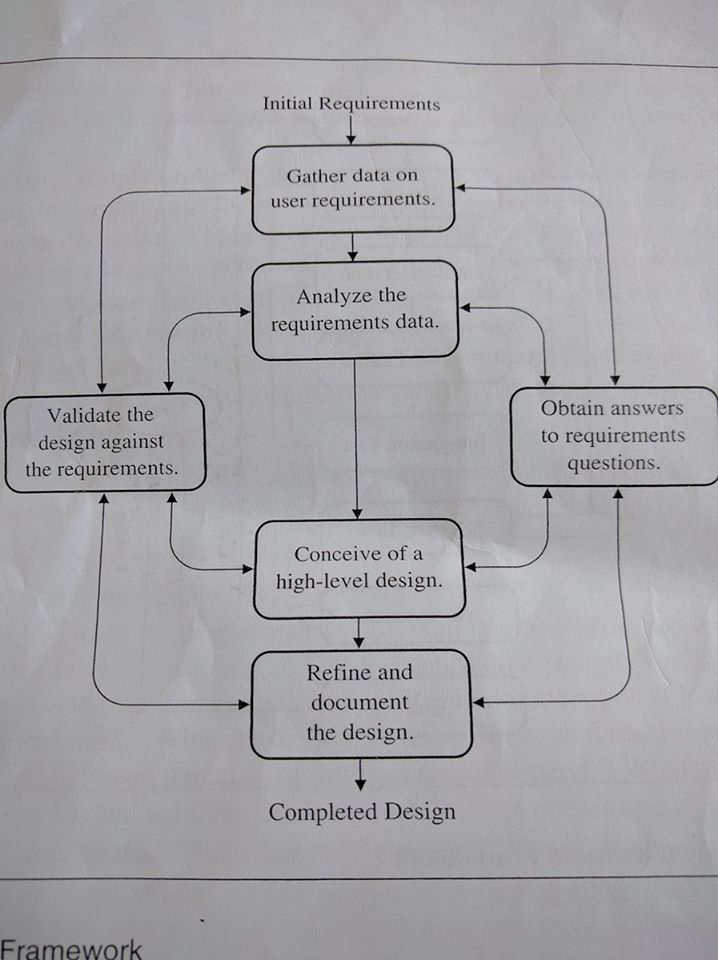 Initial Requirements
Gather data on
user requirements.
Analyze the
requirements data.
Validate the
design against
the requirements.
Obtain answers
to requirements
questions.
Conceive of a
high-level design.
Refine and
document
the design.
Completed Design
Framework